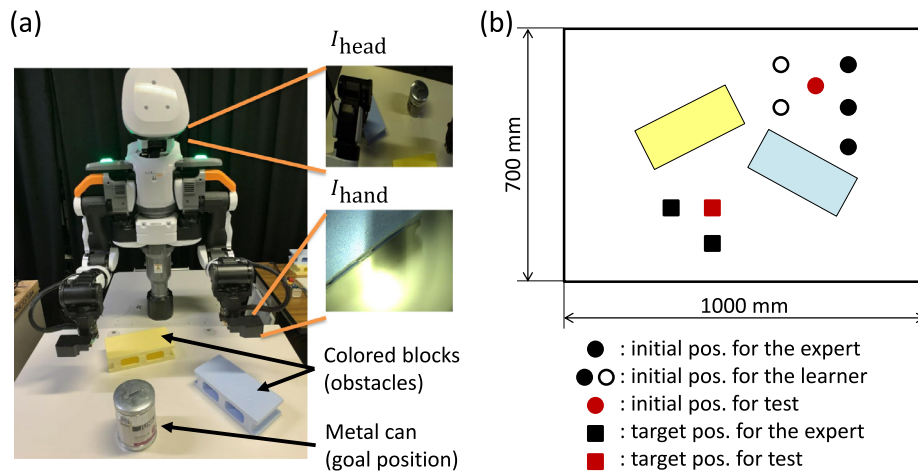 (a)
I_head
I_hand
Colored blocks
(obstacles)
Metal can
(goal position)
(b)
700 mm
1000 mm
: initial pos. for the expert
: initial pos. for the learner
: initial pos. for test
: target pos. for the expert
: target pos. for test